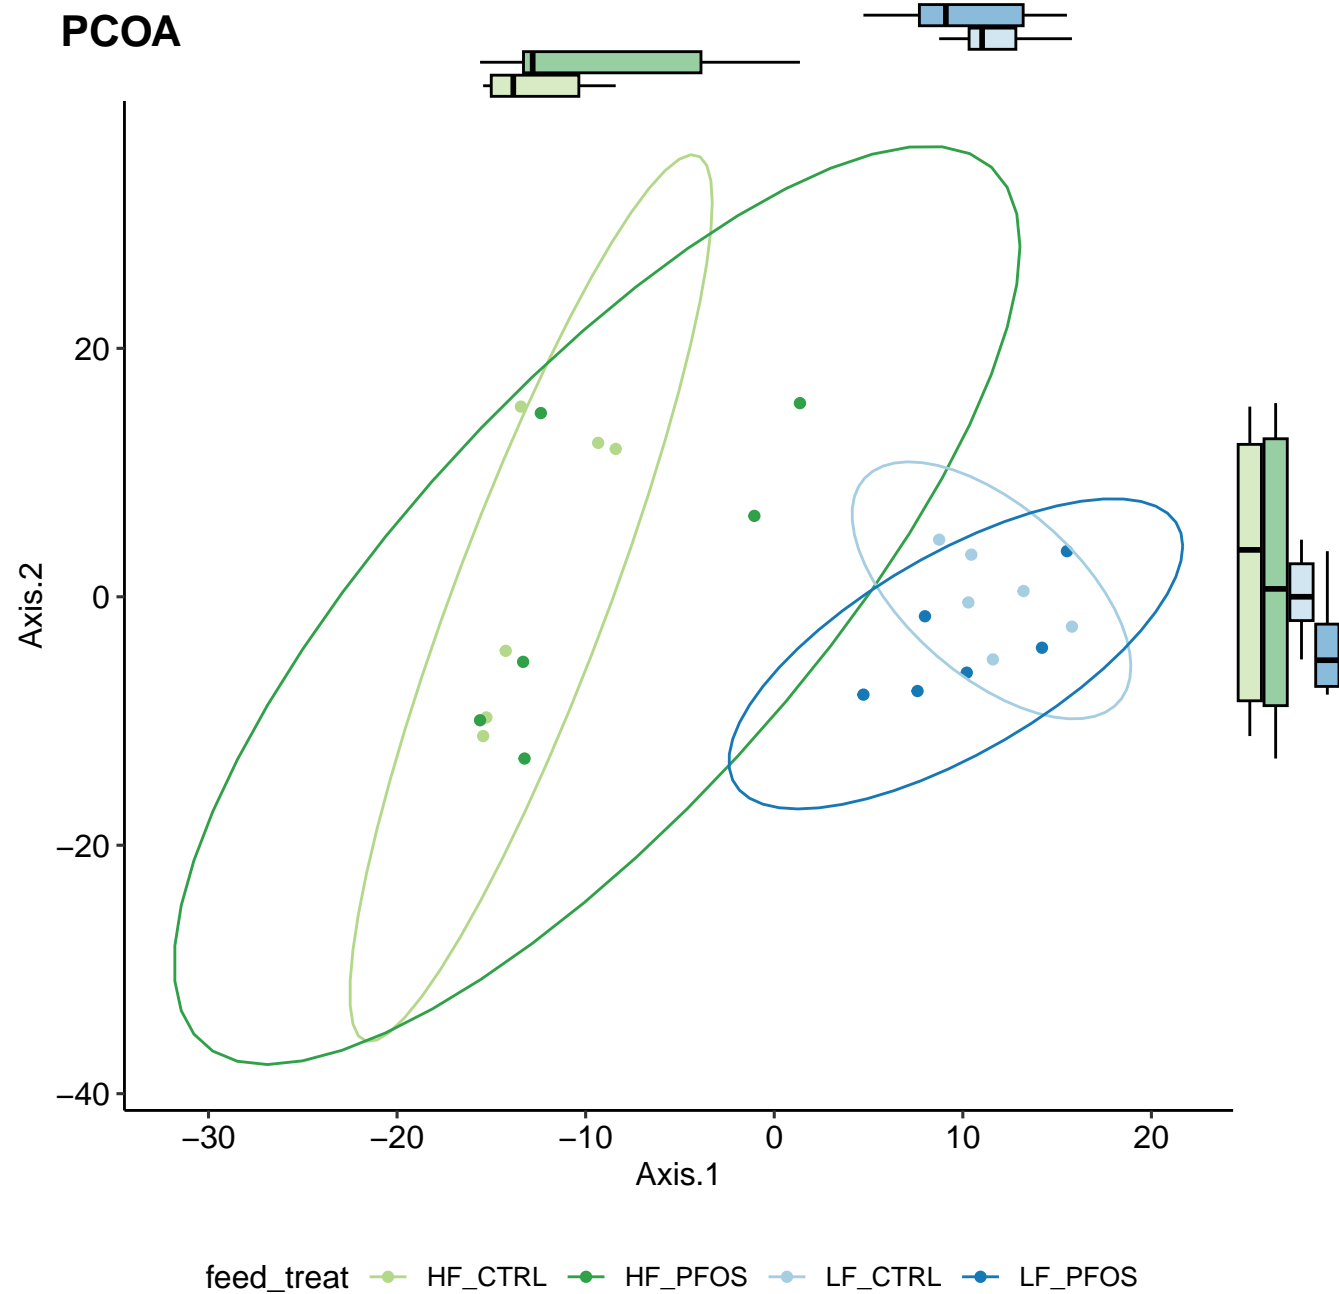 PCOA
20
0
−20
−40
Axis.2
−30 −20 −10 0 10 20
Axis.1
feed_treat HF_CTRL HF_PFOS LF_CTRL LF_PFOS